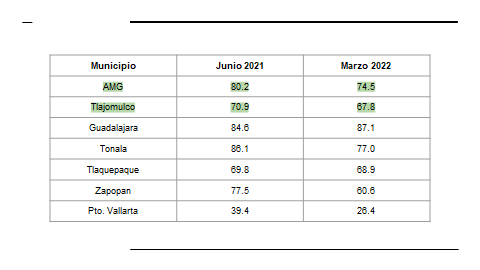 Municipio Junio 2021 Marzo 2022
AMG 80.2 74.5
Tlajomulco 70.9 67.8
Guadalajara 84.6 87.1
Tonala 86.1 77.0
Tlaquepaque 69.8 68.9
Zapopan 77.5 60.6
Pto. Vallarta 39.4 26.4